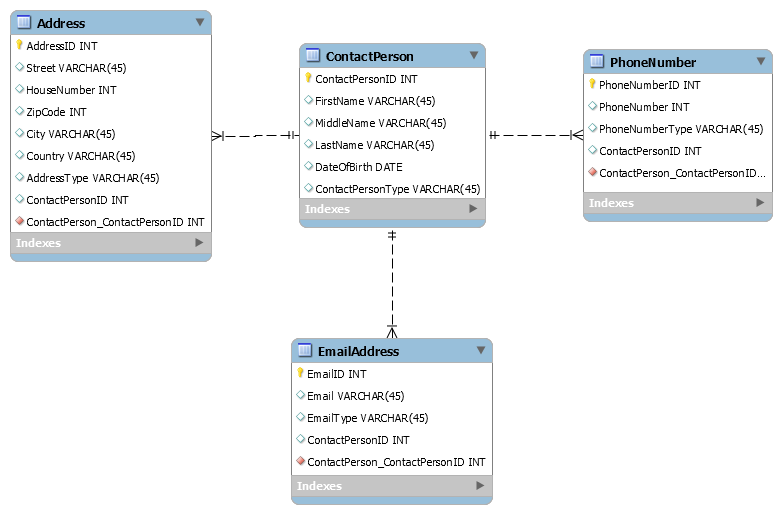 Address
AddressID INT
Street VARCHAR(45)
HouseNumber INT
ZipCode INT
City VARCHAR(45)
Country VARCHAR(45)
AddressType VARCHAR(45)
ContactPersonID INT
ContactPerson_ContactPersonID INT
Indexes
ContactPerson
ContactPersonID INT
FirstName VARCHAR(45)
MiddleName VARCHAR(45)
LastName VARCHAR(45)
DateOfBirth DATE
ContactPersonType VARCHAR(45)
Indexes
PhoneNumber
PhoneNumberID INT
PhoneNumber INT
PhoneNumberType VARCHAR(45)
ContactPersonID INT
ContactPerson_ContactPersonID...
Indexes
EmailAddress
EmailID INT
Email VARCHAR(45)
EmailType VARCHAR(45)
ContactPersonID INT
ContactPerson_ContactPersonID INT
Indexes